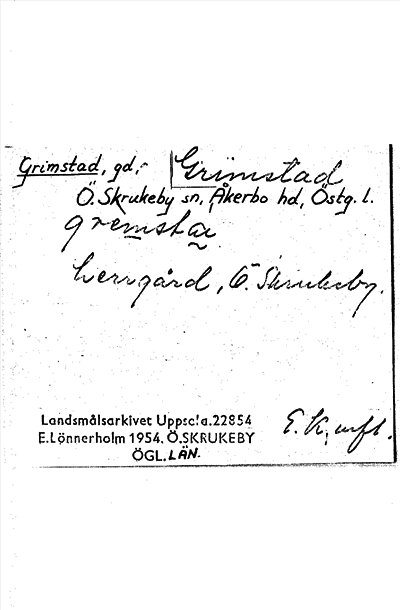 Grimstad, gd, Grimstad
Ö. Skrukeby sn, Åkerbo hd, Östg. l.
gremsta
herrgård, Ö. Skrukeby.
Landsmålsarkivet Uppsala. 22854
E. Lönnerholm 1954. Ö. SKRUKEBY
ÖGL. LÄN.
E. K,